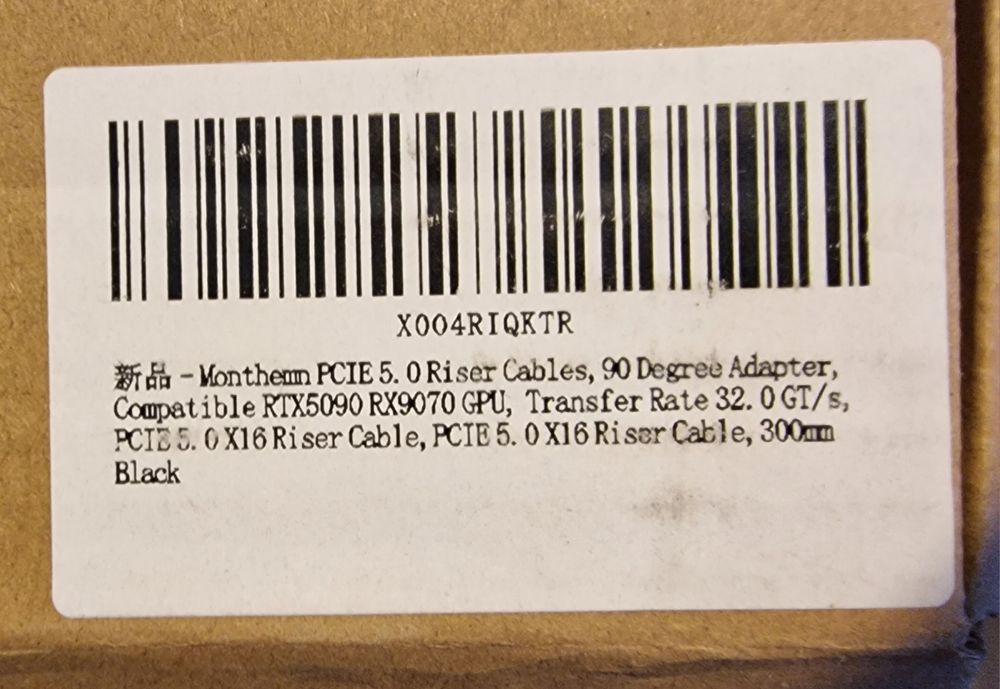 X004RIQKTR
新品 - Monthemm PCIE 5.0 Riser Cables, 90 Degree Adapter,
Compatible RTX5090 RX9070 GPU, Transfer Rate 32.0 GT/s,
PCIE 5.0 X16 Riser Cable, PCIE 5.0 X16 Riser Cable, 300mm
Black